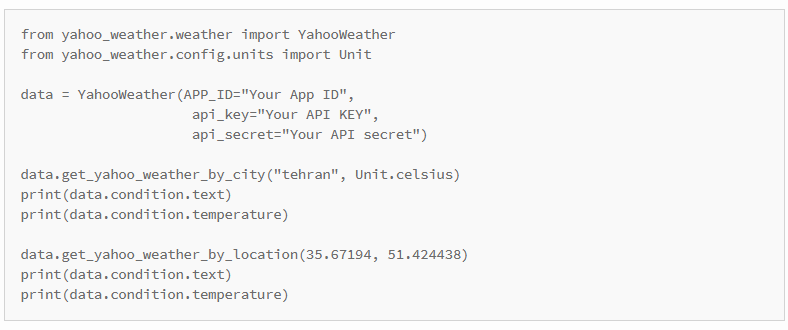 from yahoo_weather.weather import YahooWeather
from yahoo_weather.config.units import Unit

data = YahooWeather(APP_ID="Your App ID",
                     api_key="Your API KEY",
                     api_secret="Your API secret")

data.get_yahoo_weather_by_city("tehran", Unit.celsius)
print(data.condition.text)
print(data.condition.temperature)

data.get_yahoo_weather_by_location(35.67194, 51.424438)
print(data.condition.text)
print(data.condition.temperature)